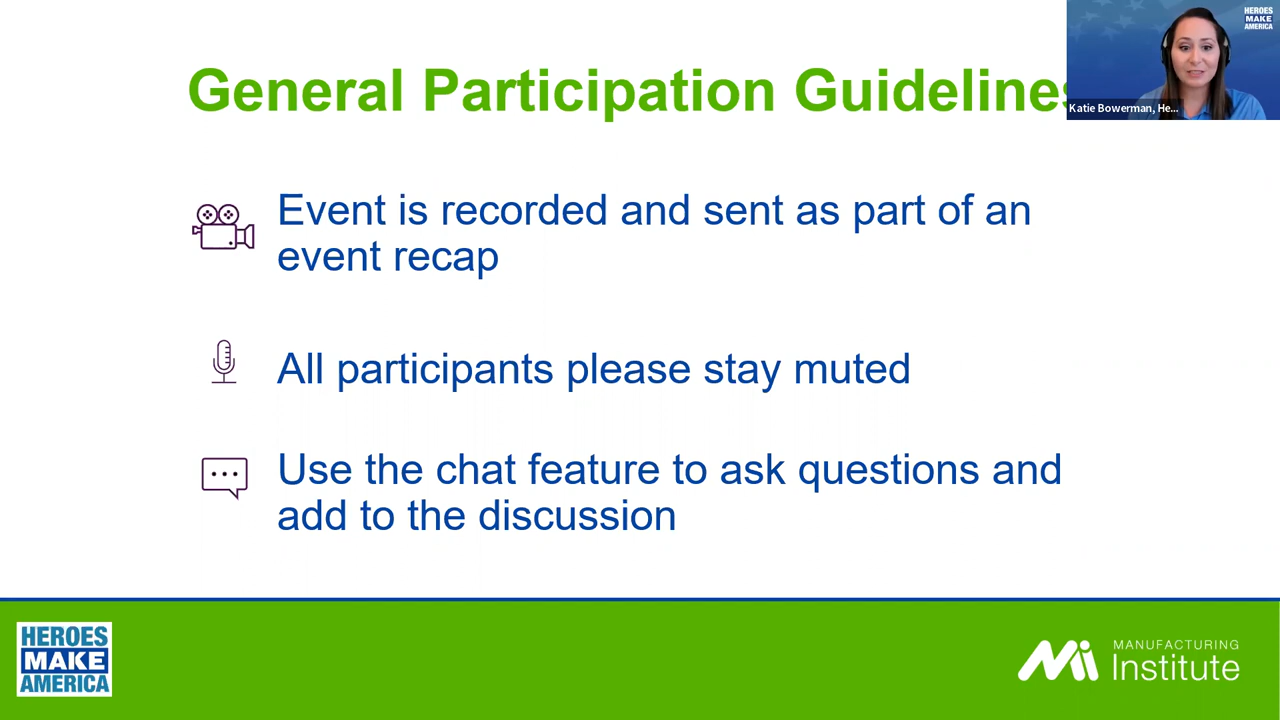 General Participation Guidelines
HEROES
MAKE
AMERICA
Katie Bowerman, He...
Event is recorded and sent as part of an
event recap
All participants please stay muted
Use the chat feature to ask questions and
add to the discussion
HEROES
MAKE
AMERICA
Mi
MANUFACTURING
Institute